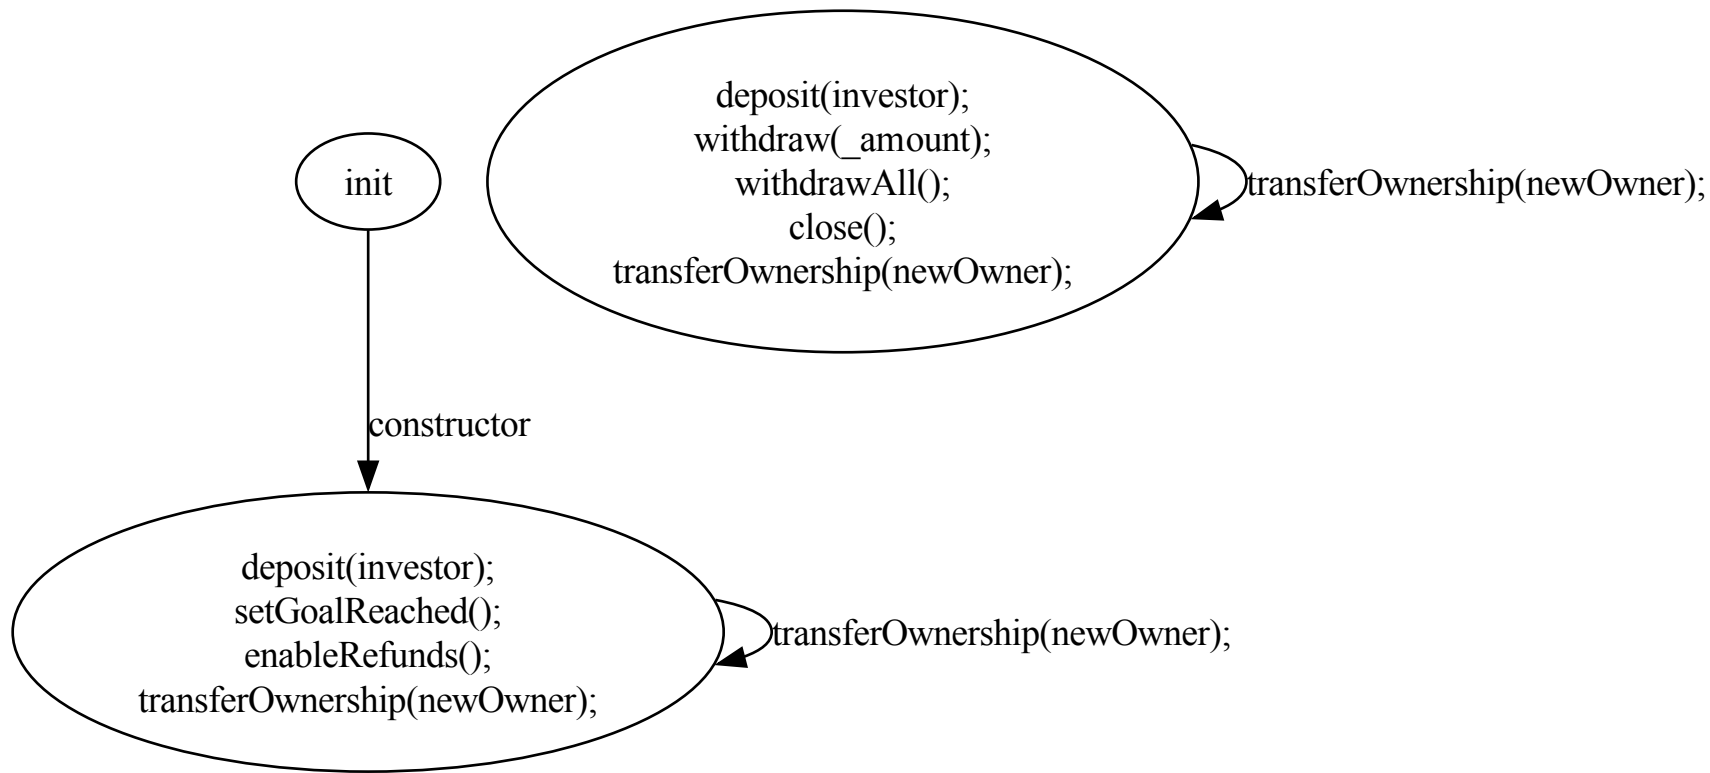 deposit(investor);
withdraw(_amount);
withdrawAll();
close();
transferOwnership(newOwner);
transferOwnership(newOwner);
init
constructor
deposit(investor);
setGoalReached();
enableRefunds();
transferOwnership(newOwner);
transferOwnership(newOwner);